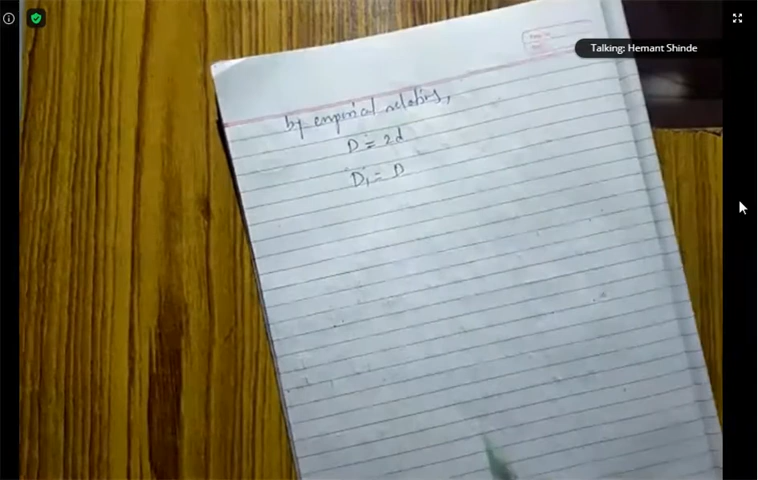 Talking: Hemant Shinde
by empirical relations,
D = 2d
D₁ = D